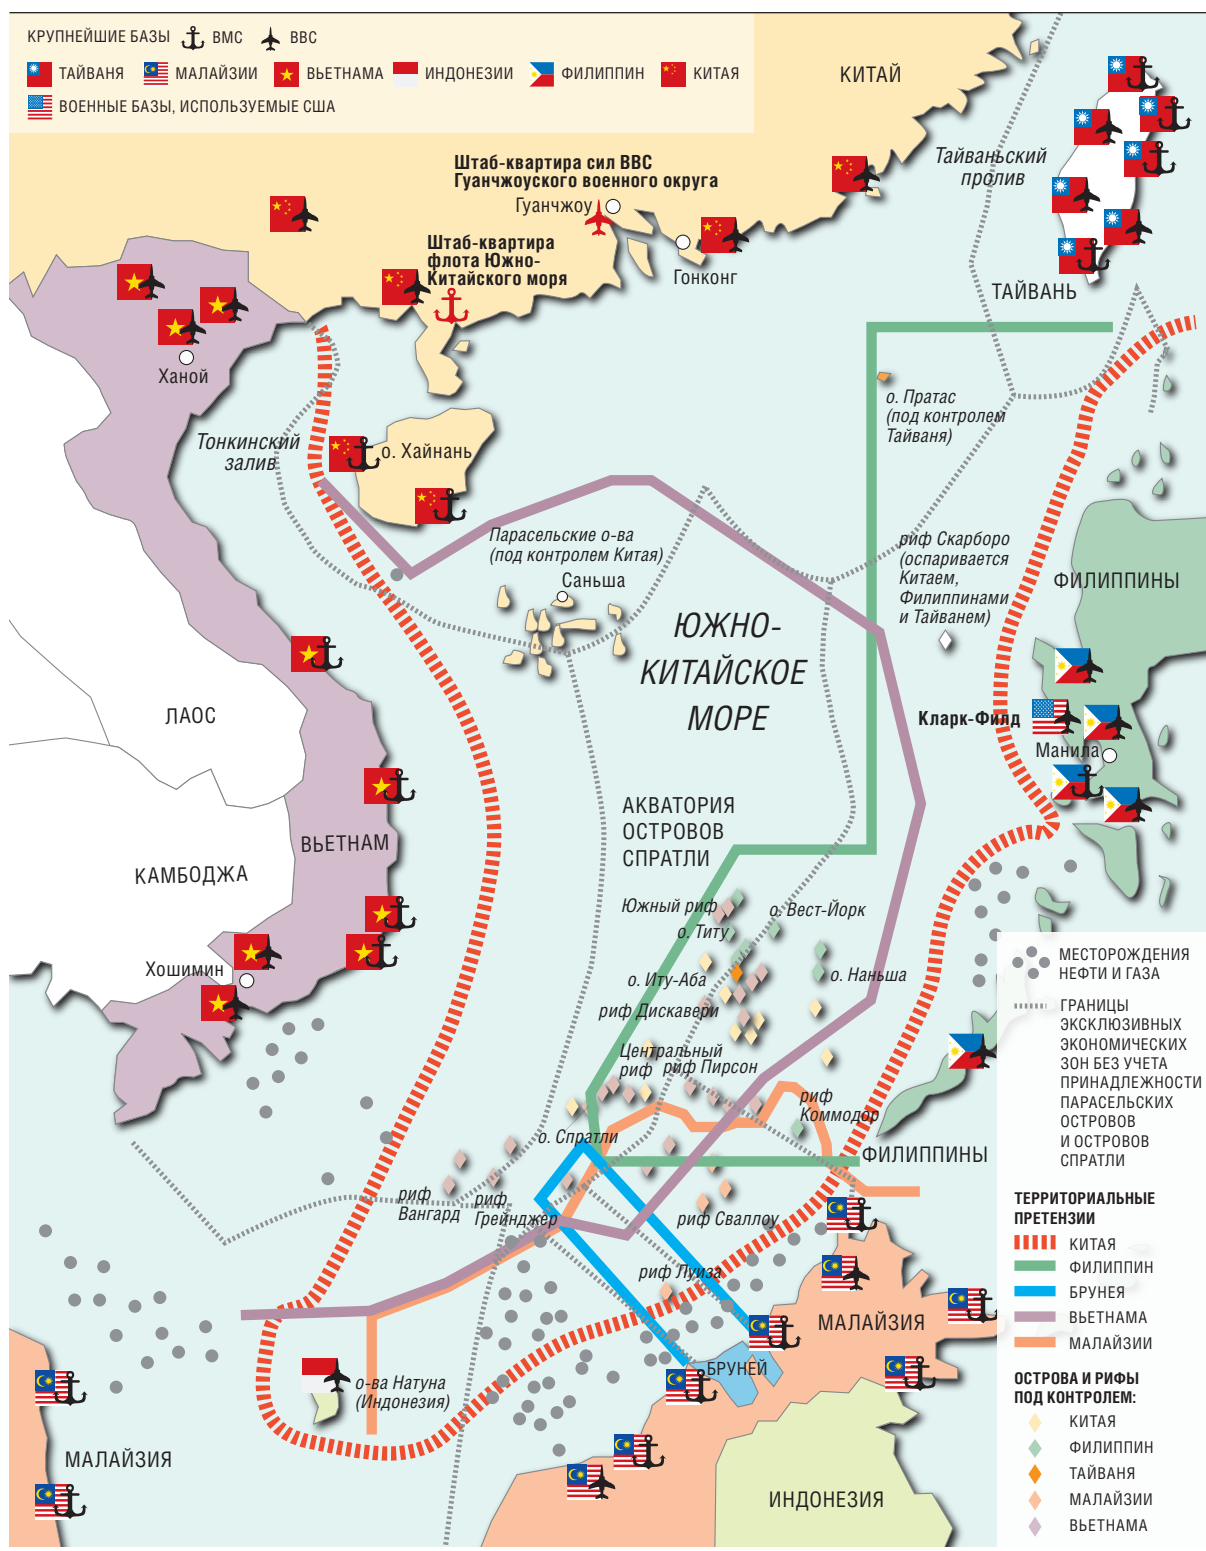 КРУПНЕЙШИЕ БАЗЫ ВМС ВВС
ТАЙВАНЯ МАЛАЙЗИИ ВЬЕТНАМА ИНДОНЕЗИИ ФИЛИППИН КИТАЯ
ВОЕННЫЕ БАЗЫ, ИСПОЛЬЗУЕМЫЕ США
КИТАЙ
Тайваньский
пролив
Штаб-квартира сил ВВС
Гуанчжоуского военного округа
Гуанчжоу
Штаб-квартира
флота Южно-
Китайского моря
Гонконг
ТАЙВАНЬ
Ханой
о. Пратас
(под контролем
Тайваня)
Тонкинский
залив
о. Хайнань
Парасельские о-ва
(под контролем Китая)
Саньша
риф Скарборо
(оспаривается
Китаем,
Филиппинами
и Тайванем)
ФИЛИППИНЫ
ЮЖНО-
КИТАЙСКОЕ
МОРЕ
ЛАОС
Кларк-Филд
Манила
АКВАТОРИЯ
ОСТРОВОВ
СПРАТЛИ
ВЬЕТНАМ
КАМБОДЖА
Хошимин
Южный риф
о. Вест-Йорк
о. Титу
о. Иту-Аба
о. Наньша
риф Дискавери
Центральный
риф
риф Пирсон
риф
Коммодор
о. Спратли
ФИЛИППИНЫ
риф
Вангард
риф
Грейнджер
риф Сваллоу
риф Луиза
МАЛАЙЗИЯ
БРУНЕЙ
о-ва Натуна
(Индонезия)
МАЛАЙЗИЯ
ИНДОНЕЗИЯ
МЕСТОРОЖДЕНИЯ
НЕФТИ И ГАЗА
ГРАНИЦЫ
ЭКСКЛЮЗИВНЫХ
ЭКОНОМИЧЕСКИХ
ЗОН БЕЗ УЧЕТА
ПРИНАДЛЕЖНОСТИ
ПАРАСЕЛЬСКИХ
ОСТРОВОВ
И ОСТРОВОВ
СПРАТЛИ
ТЕРРИТОРИАЛЬНЫЕ
ПРЕТЕНЗИИ
КИТАЯ
ФИЛИППИН
БРУНЕЯ
ВЬЕТНАМА
МАЛАЙЗИИ
ОСТРОВА И РИФЫ
ПОД КОНТРОЛЕМ:
КИТАЯ
ФИЛИППИН
ТАЙВАНЯ
МАЛАЙЗИИ
ВЬЕТНАМА